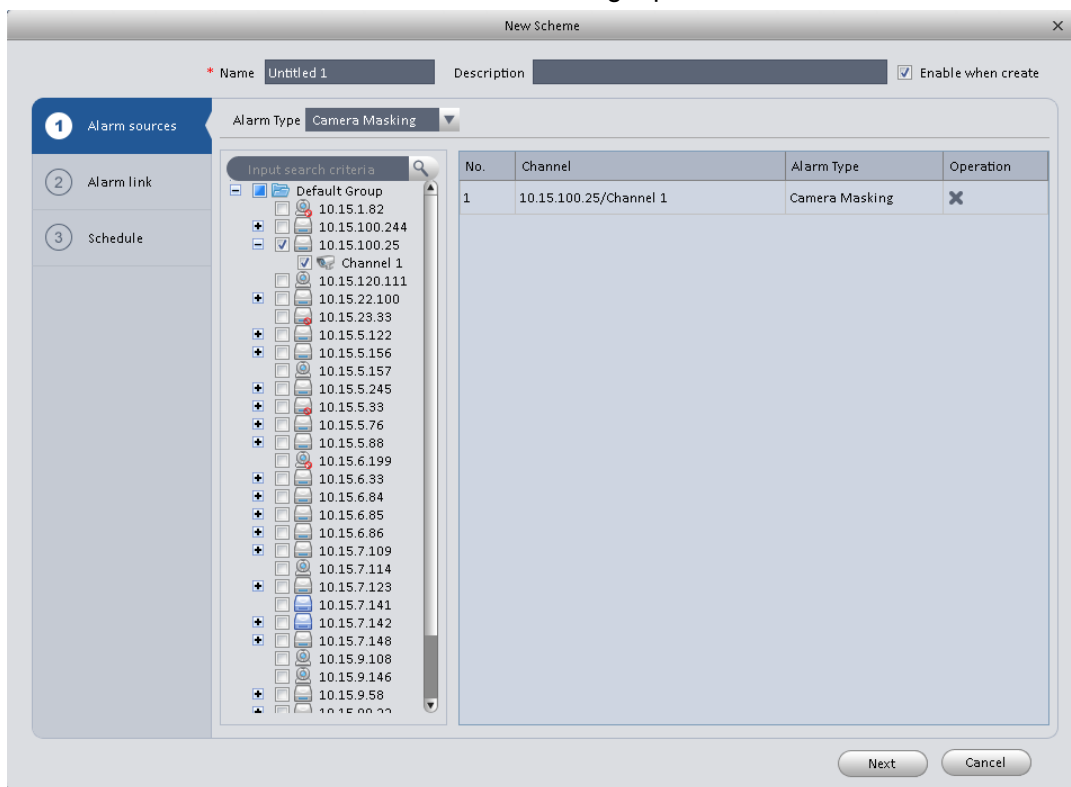 New Scheme
* Name Untitled 1 Description Enable when create
1 Alarm sources
2 Alarm link
3 Schedule
Alarm Type Camera Masking
Input search criteria
Default Group
10.15.1.82
10.15.100.244
10.15.100.25
Channel 1
10.15.120.111
10.15.22.100
10.15.23.33
10.15.5.122
10.15.5.156
10.15.5.157
10.15.5.245
10.15.5.33
10.15.5.76
10.15.5.88
10.15.6.199
10.15.6.33
10.15.6.84
10.15.6.85
10.15.6.86
10.15.7.109
10.15.7.114
10.15.7.123
10.15.7.141
10.15.7.142
10.15.7.148
10.15.9.108
10.15.9.146
10.15.9.58
No. Channel Alarm Type Operation
1 10.15.100.25/Channel 1 Camera Masking
Next Cancel